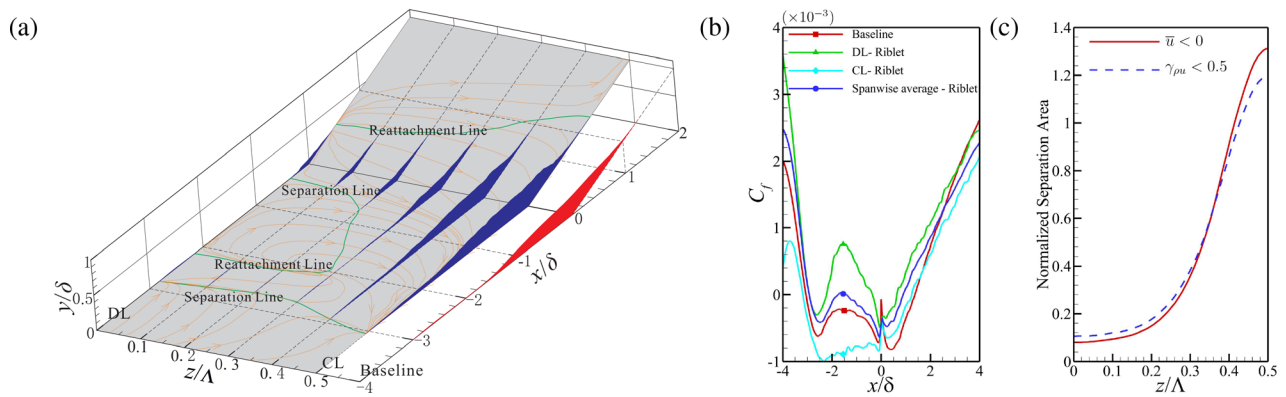 (a)
Reattachment Line
Separation Line
Reattachment Line
Separation Line
DL
CL
Baseline
y/δ
1
0.5
0
0.1
0.2
0.3
0.4
0.5
z/Λ
-4
-3
-2
-1
0
1
2
x/δ
(b)
(×10⁻³)
Baseline
DL- Riblet
CL- Riblet
Spanwise average - Riblet
C_f
4
3
2
1
0
-1
-4 -2 0 2 4
x/δ
(c)
u̅ < 0
γ_ρu < 0.5
Normalized Separation Area
1.4
1.2
1.0
0.8
0.6
0.4
0.2
0.0
0 0.1 0.2 0.3 0.4 0.5
z/Λ